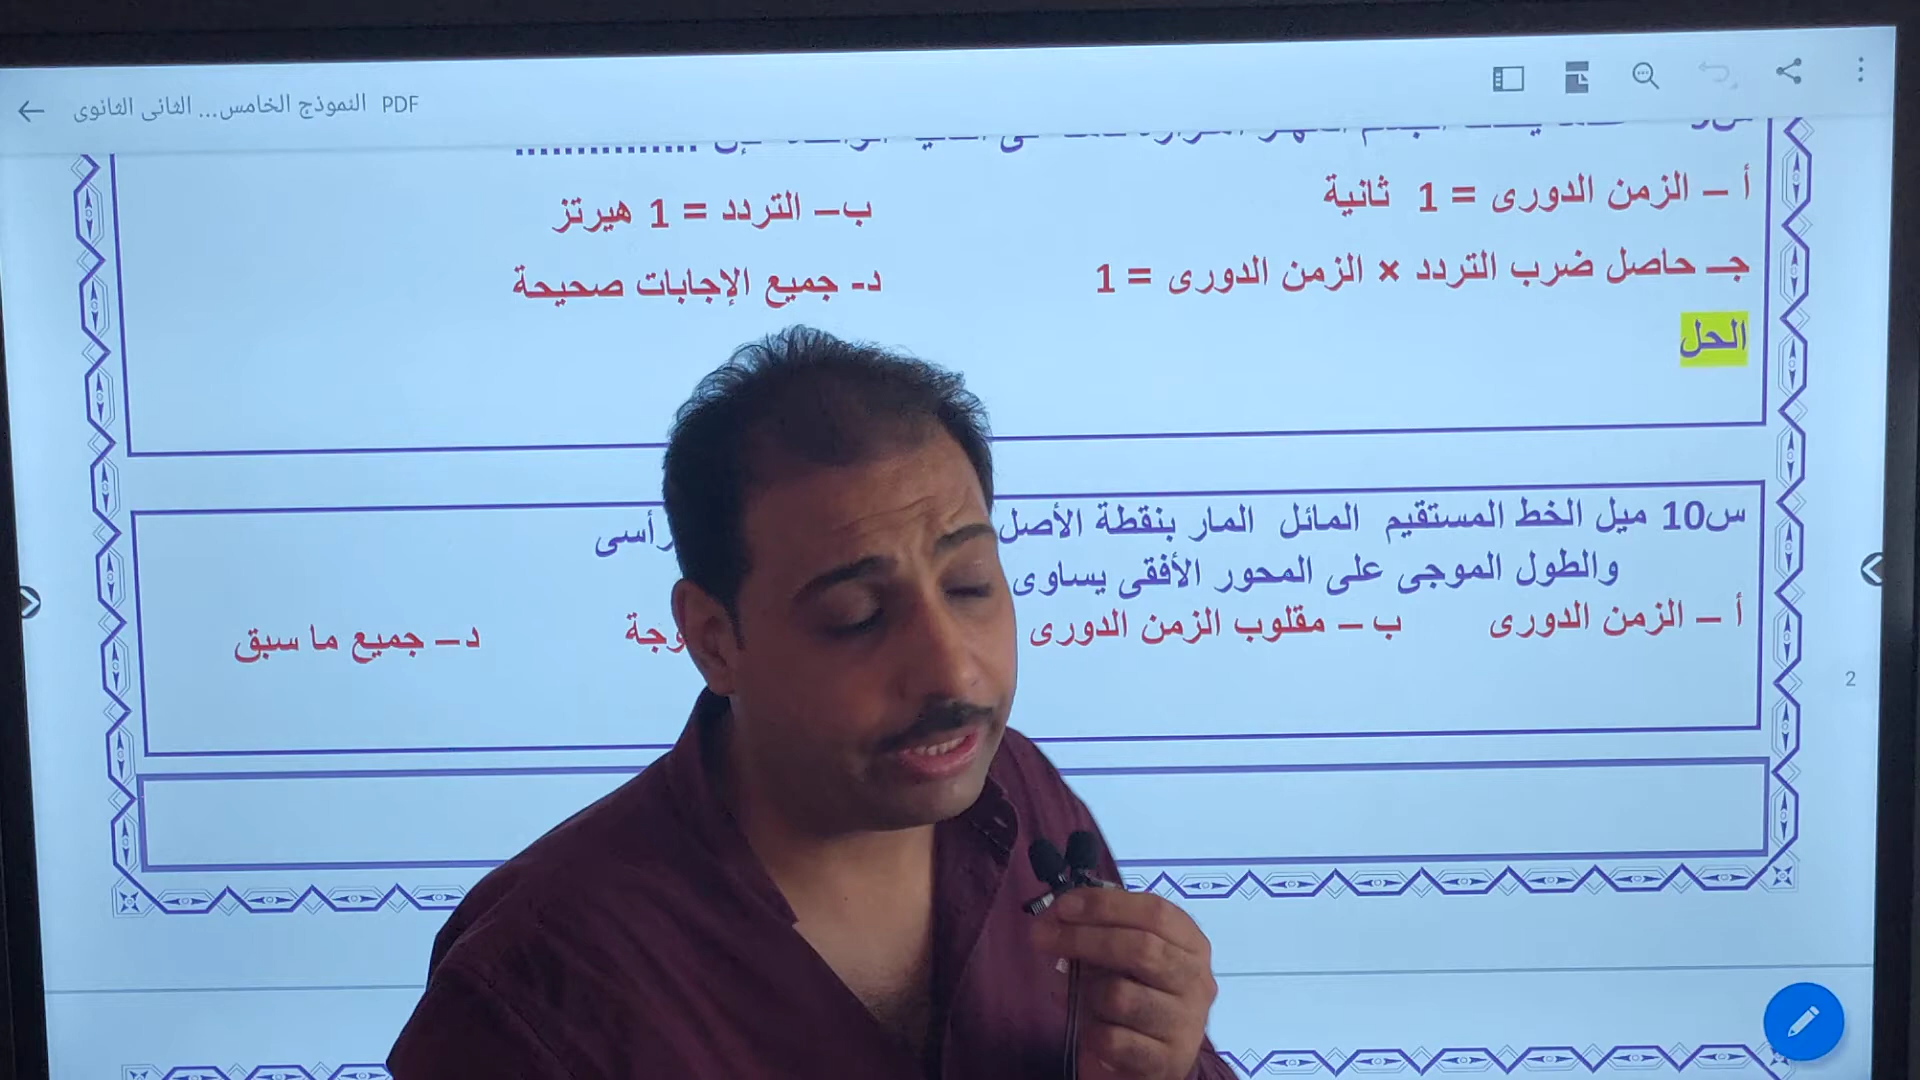 النموذج الخامس... الثانى الثانوى PDF
أ – الزمن الدورى = 1 ثانية
ب– التردد = 1 هيرتز
جـ حاصل ضرب التردد × الزمن الدورى = 1
د- جميع الإجابات صحيحة
الحل
س10 ميل الخط المستقيم المائل المار بنقطة الأصل
والطول الموجى على المحور الأفقى يساوى
أ – الزمن الدورى ب – مقلوب الزمن الدورى د – جميع ما سبق
2